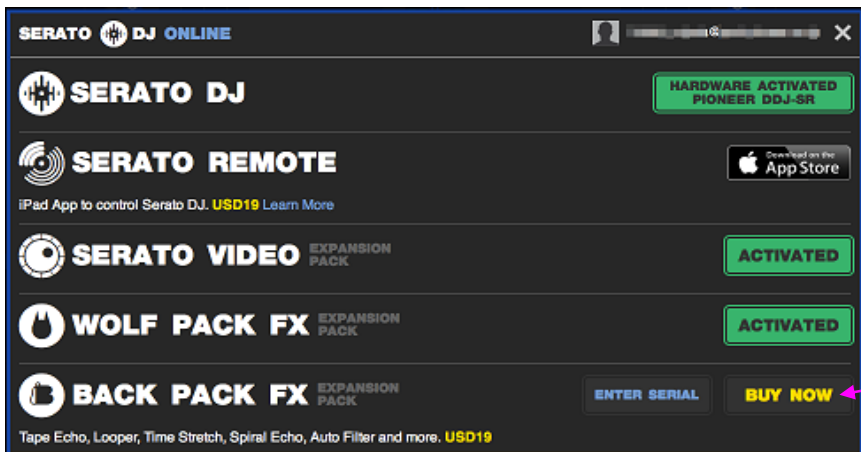 SERATO DJ ONLINE
SERATO DJ
HARDWARE ACTIVATED
PIONEER DDJ-SR
SERATO REMOTE
Download on the
App Store
iPad App to control Serato DJ. USD19 Learn More
SERATO VIDEO EXPANSION PACK
ACTIVATED
WOLF PACK FX EXPANSION PACK
ACTIVATED
BACK PACK FX EXPANSION PACK
ENTER SERIAL
BUY NOW
Tape Echo, Looper, Time Stretch, Spiral Echo, Auto Filter and more. USD19